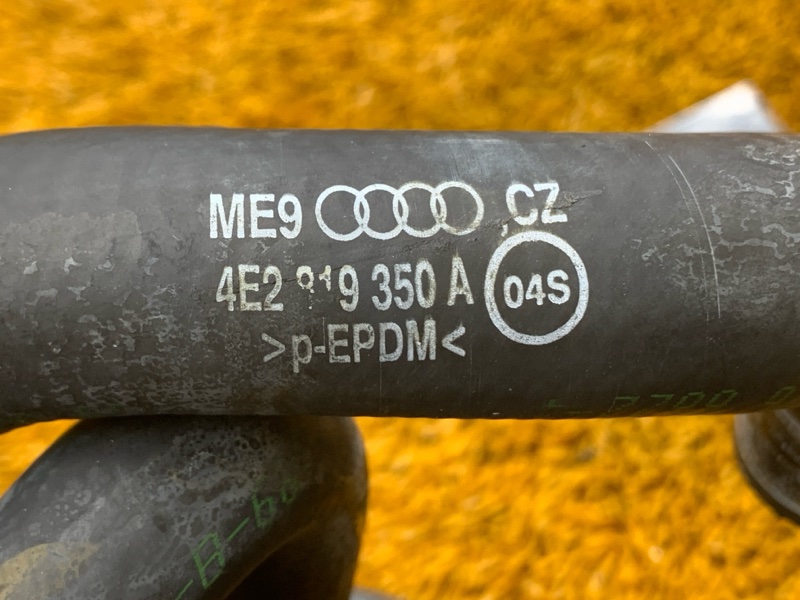 ME9 CZ
4E2 819 350 A
04S
>p-EPDM<